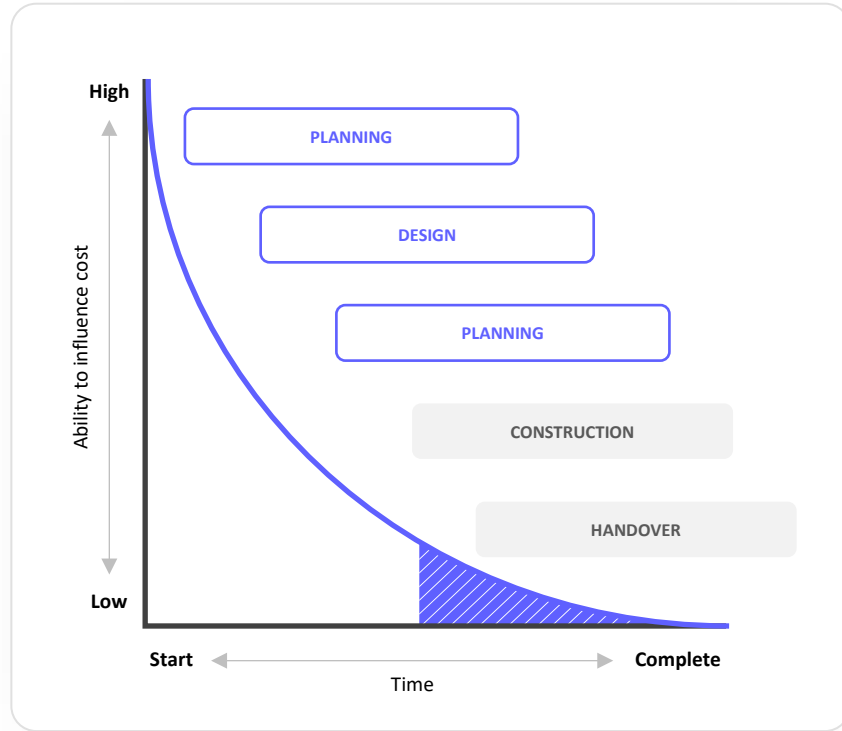 High
PLANNING
DESIGN
PLANNING
Ability to influence cost
CONSTRUCTION
HANDOVER
Low
Start
Complete
Time